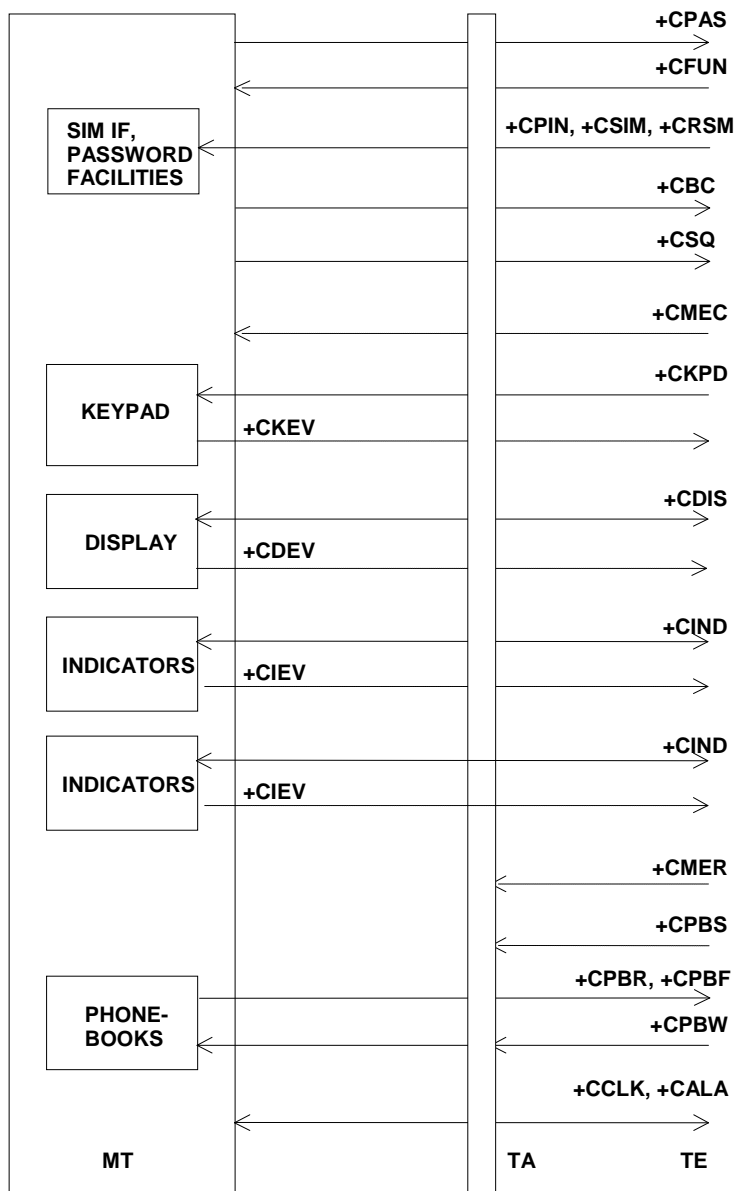 +CPAS
+CFUN
SIM IF,
PASSWORD
FACILITIES
+CPIN, +CSIM, +CRSM
+CBC
+CSQ
+CMEC
+CKPD
KEYPAD
+CKEV
+CDIS
DISPLAY
+CDEV
+CIND
INDICATORS
+CIEV
+CIND
INDICATORS
+CIEV
+CMER
+CPBS
+CPBR, +CPBF
PHONE-
BOOKS
+CPBW
+CCLK, +CALA
MT TA TE